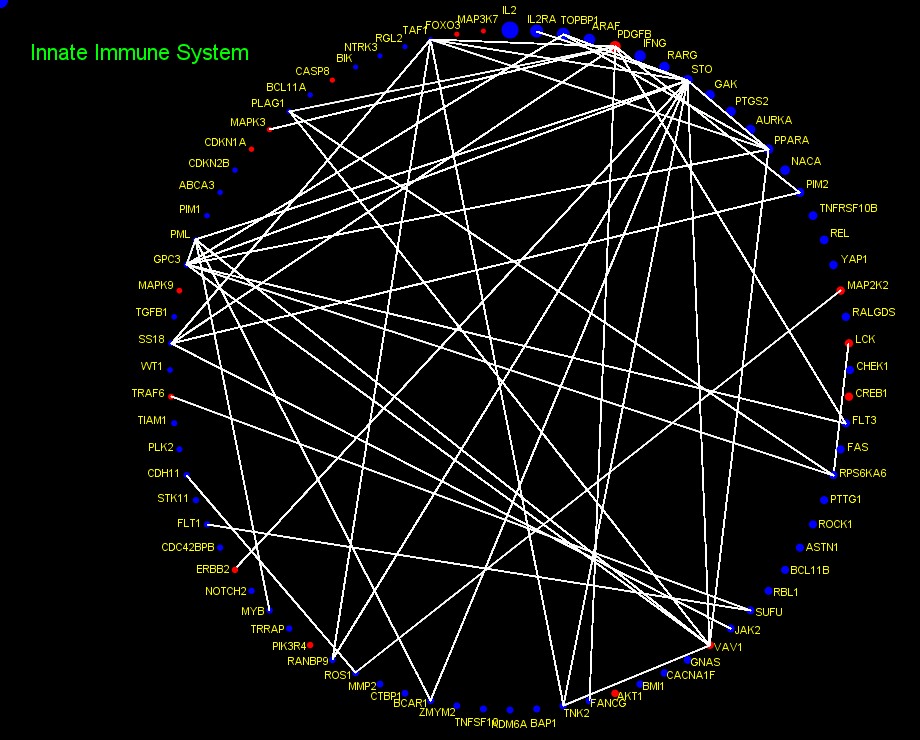 Innate Immune System
IL2
IL2RA
TOPBP1
ARAF
PDGFB
IFNG
RARG
STO
GAK
PTGS2
AURKA
PPARA
NACA
PIM2
TNFRSF10B
REL
YAP1
MAP2K2
RALGDS
LCK
CHEK1
CREB1
FLT3
FAS
RPS6KA6
PTTG1
ROCK1
ASTN1
BCL11B
RBL1
SUFU
JAK2
VAV1
GNAS
CACNA1F
BMI1
AKT1
FANCG
TNK2
BAP1
KDM6A
ZMYM2
BCAR1
CTBP1
MMP2
ROS1
RANBP9
PIK3R4
TRRAP
MYB
NOTCH2
ERBB2
CDC42BPB
FLT1
STK11
CDH11
PLK2
TIAM1
TRAF6
WT1
SS18
TGFB1
MAPK9
GPC3
PML
PIM1
ABCA3
CDKN2B
CDKN1A
MAPK3
PLAG1
BCL11A
CASP8
BIK
NTRK3
RGL2
TAF1
FOXO3
MAP3K7